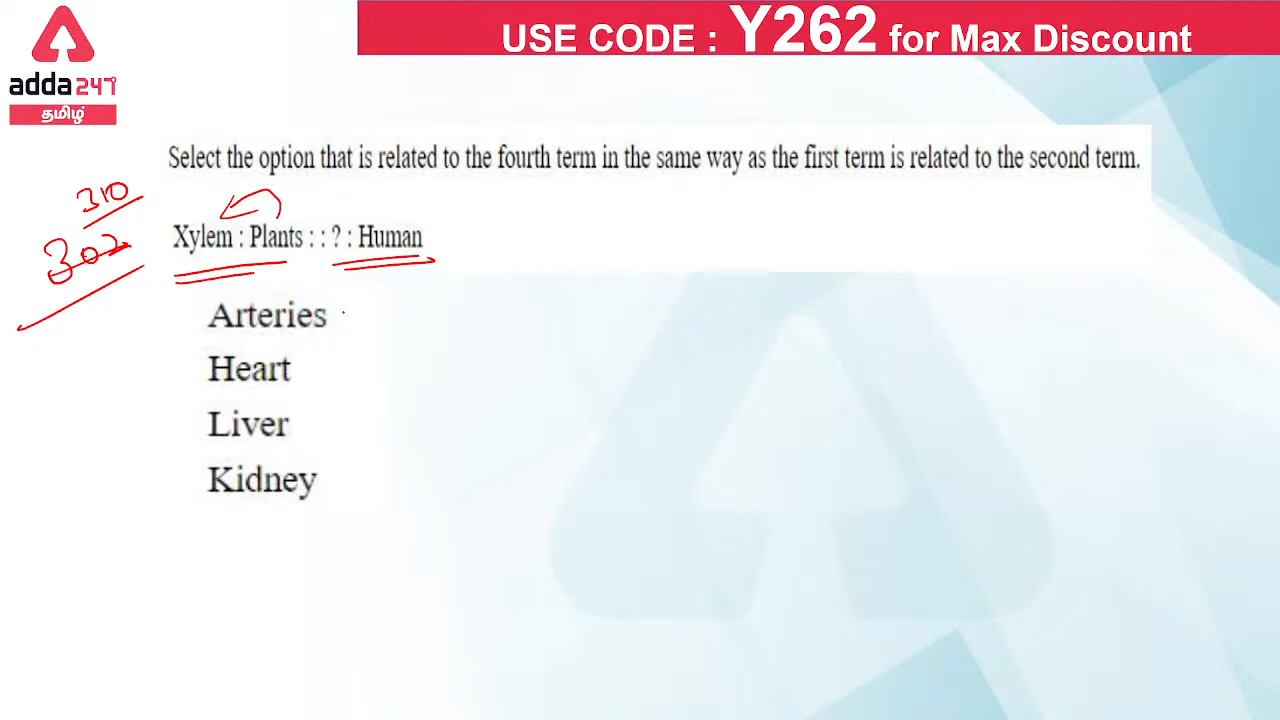 USE CODE : Y262 for Max Discount
adda247
தமிழ்
Select the option that is related to the fourth term in the same way as the first term is related to the second term.
310
302
Xylem : Plants : : ? : Human
Arteries
Heart
Liver
Kidney